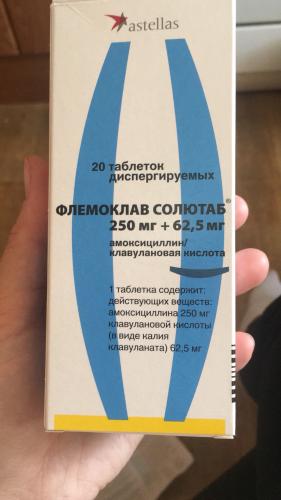 astellas
20 таблеток
диспергируемых
ФЛЕМОКЛАВ СОЛЮТАБ®
250 мг + 62,5 мг
амоксициллин/
клавулановая кислота
1 таблетка содержит:
действующих веществ:
амоксициллина 250 мг
клавулановой кислоты
(в виде калия
клавуланата) 62,5 мг